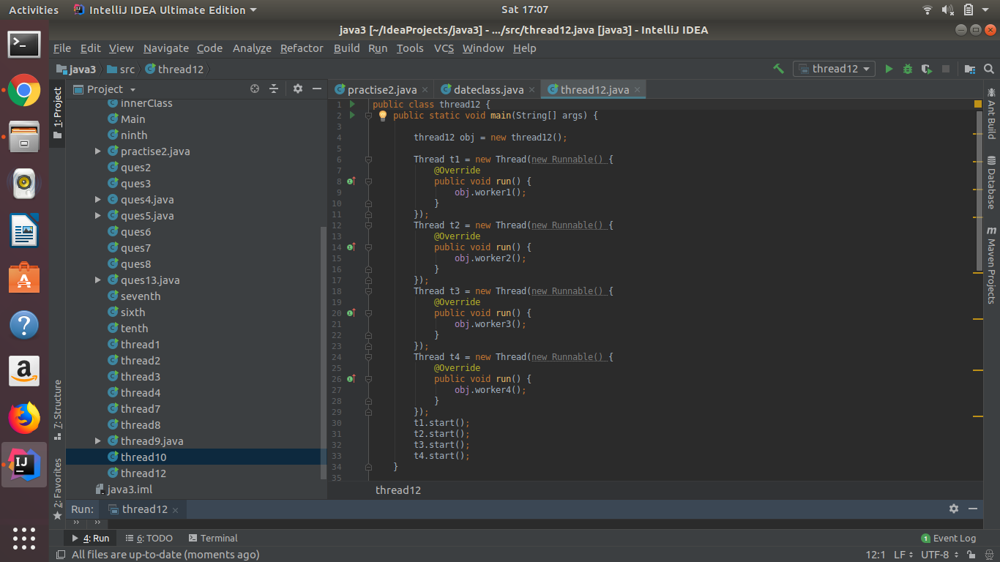 Activities IntelliJ IDEA Ultimate Edition Sat 17:07
java3 [~/IdeaProjects/java3] - .../src/thread12.java [java3] - IntelliJ IDEA
File Edit View Navigate Code Analyze Refactor Build Run Tools VCS Window Help
java3 src thread12 thread12
1: Project
7: Structure
2: Favorites
Project
innerClass
Main
ninth
practise2.java
ques2
ques3
ques4.java
ques5.java
ques6
ques7
ques8
ques13.java
seventh
sixth
tenth
thread1
thread2
thread3
thread4
thread7
thread8
thread9.java
thread10
thread12
java3.iml
practise2.java dateclass.java thread12.java
1 public class thread12 {
2 public static void main(String[] args) {
3
4 thread12 obj = new thread12();
5
6 Thread t1 = new Thread(new Runnable() {
7 @Override
8 public void run() {
9 obj.worker1();
10 }
11 });
12 Thread t2 = new Thread(new Runnable() {
13 @Override
14 public void run() {
15 obj.worker2();
16 }
17 });
18 Thread t3 = new Thread(new Runnable() {
19 @Override
20 public void run() {
21 obj.worker3();
22 }
23 });
24 Thread t4 = new Thread(new Runnable() {
25 @Override
26 public void run() {
27 obj.worker4();
28 }
29 });
30 t1.start();
31 t2.start();
32 t3.start();
33 t4.start();
34 }
35
thread12
Ant Build
Database
Maven Projects
Run: thread12
4: Run 6: TODO Terminal 1 Event Log
All files are up-to-date (moments ago) 12:1 LF UTF-8